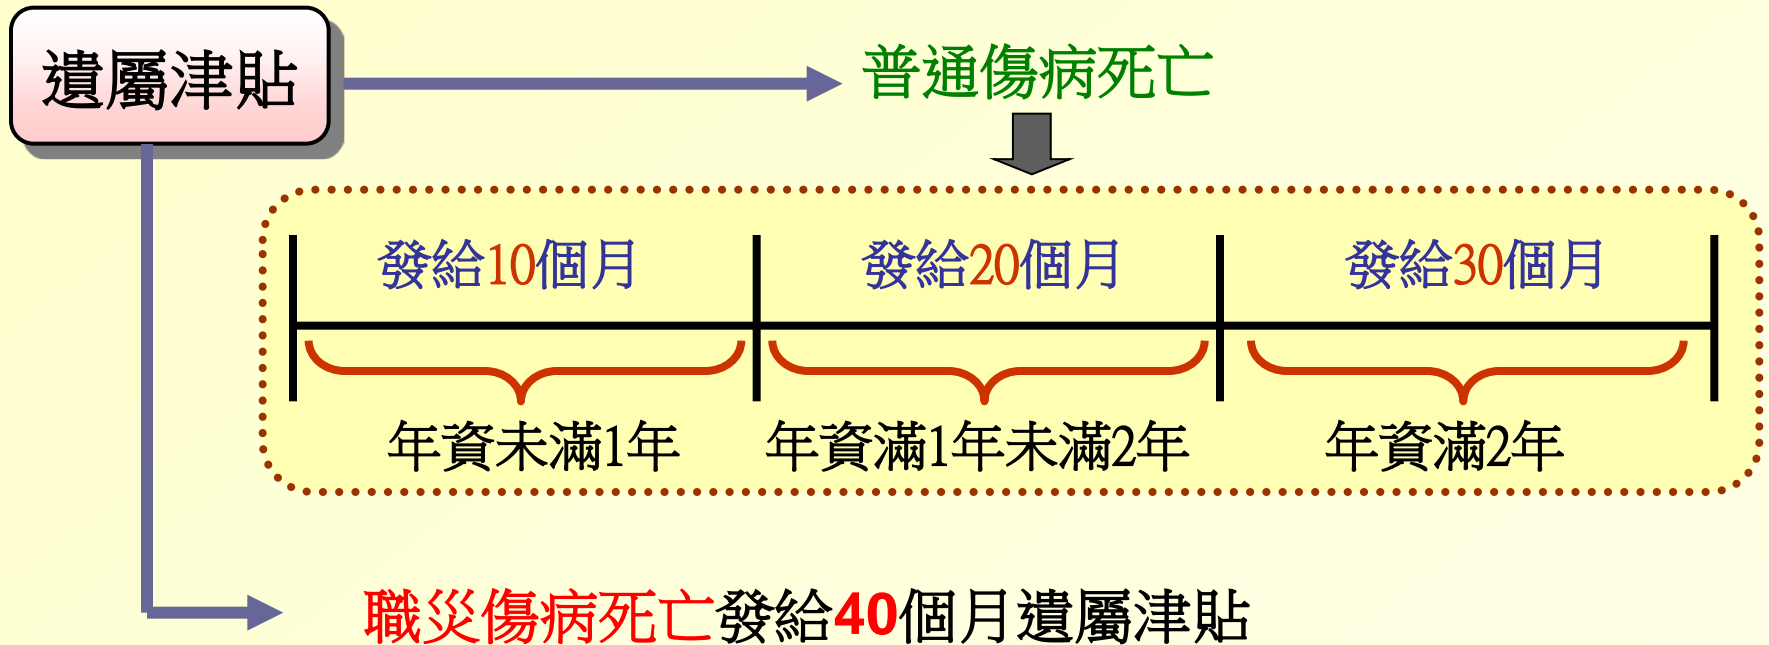 遺屬津貼
普通傷病死亡
發給10個月
發給20個月
發給30個月
年資未滿1年
年資滿1年未滿2年
年資滿2年
職災傷病死亡發給40個月遺屬津貼